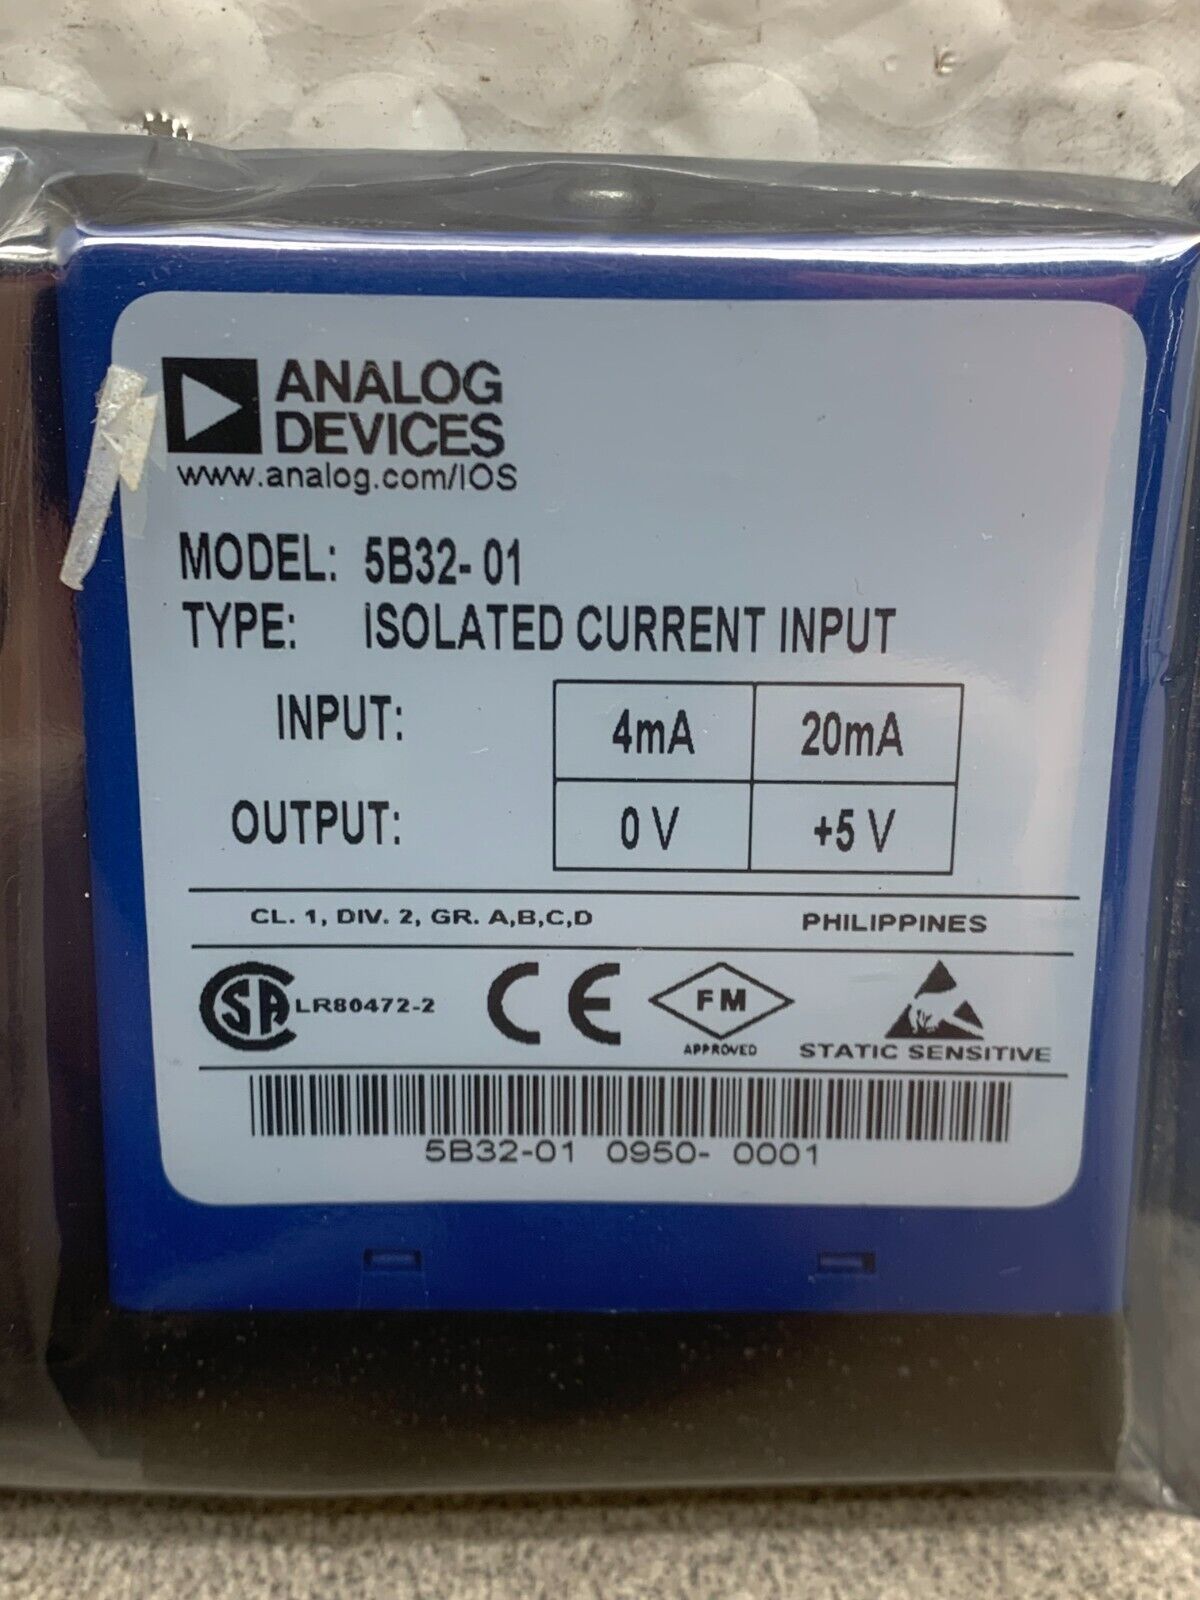 ANALOG
DEVICES
www.analog.com/IOS
MODEL: 5B32- 01
TYPE: ISOLATED CURRENT INPUT
INPUT: 4mA 20mA
OUTPUT: 0 V +5 V
CL. 1, DIV. 2, GR. A,B,C,D PHILIPPINES
CSA LR80472-2 CE FM
APPROVED STATIC SENSITIVE
5B32-01 0950- 0001